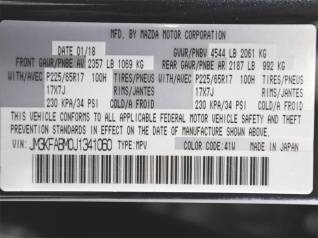 MFD. BY MAZDA MOTOR CORPORATION
DATE 01/18 GVWR/PNBV 4544 LB 2061 KG
FRONT GAWR/PNBE AV 2357 LB 1069 KG REAR GAWR/PNBE AR 2187 LB 992 KG
WITH/AVEC P225/65R17 100H TIRES/PNEUS WITH/AVEC P225/65R17 100H TIRES/PNEUS
17X7J RIMS/JANTES 17X7J RIMS/JANTES
230 KPA/34 PSI COLD/A FROID 230 KPA/34 PSI COLD/A FROID
THIS VEHICLE CONFORMS TO ALL APPLICABLE FEDERAL MOTOR VEHICLE
SAFETY STANDARDS IN EFFECT ON THE
DATE OF MANUFACTURE SHOWN ABOVE.
VIN: JM3KFABM0J1341060 TYPE:MPV COLOR CODE:41W MADE IN JAPAN